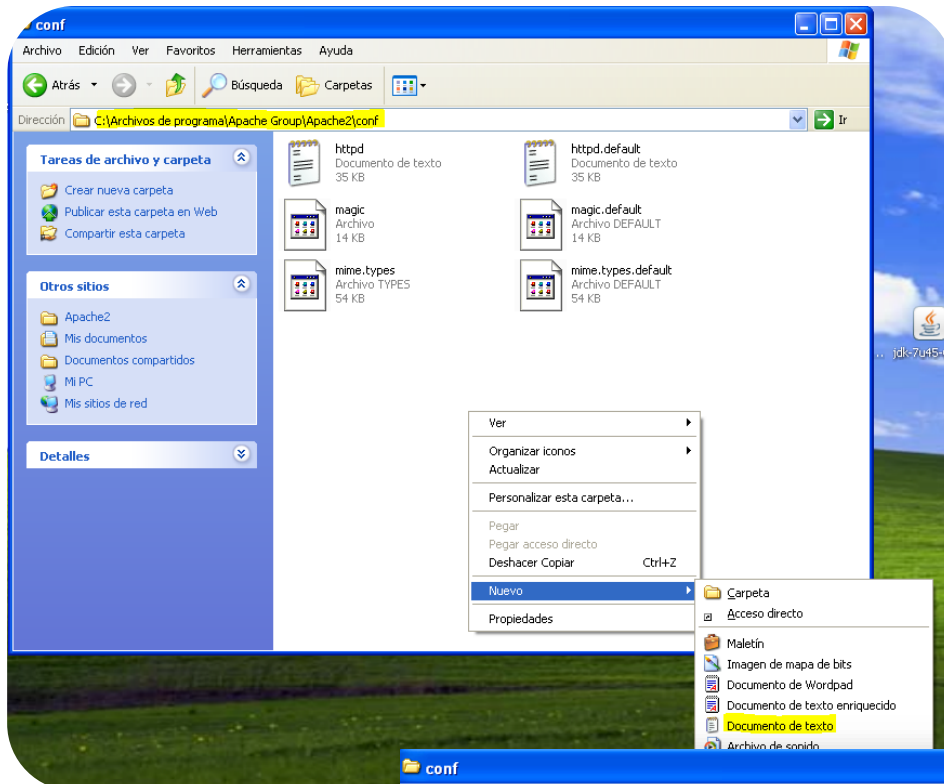 conf
Archivo Edición Ver Favoritos Herramientas Ayuda
Atrás Búsqueda Carpetas
Dirección C:\Archivos de programa\Apache Group\Apache2\conf Ir
Tareas de archivo y carpeta
Crear nueva carpeta
Publicar esta carpeta en Web
Compartir esta carpeta
Otros sitios
Apache2
Mis documentos
Documentos compartidos
Mi PC
Mis sitios de red
Detalles
httpd
Documento de texto
35 KB
httpd.default
Documento de texto
35 KB
magic
Archivo
14 KB
magic.default
Archivo DEFAULT
14 KB
mime.types
Archivo TYPES
54 KB
mime.types.default
Archivo DEFAULT
54 KB
.. jdk-7u45-
Ver
Organizar iconos
Actualizar
Personalizar esta carpeta...
Pegar
Pegar acceso directo
Deshacer Copiar Ctrl+Z
Nuevo
Propiedades
Carpeta
Acceso directo
Maletín
Imagen de mapa de bits
Documento de Wordpad
Documento de texto enriquecido
Documento de texto
Archivo de sonido
conf